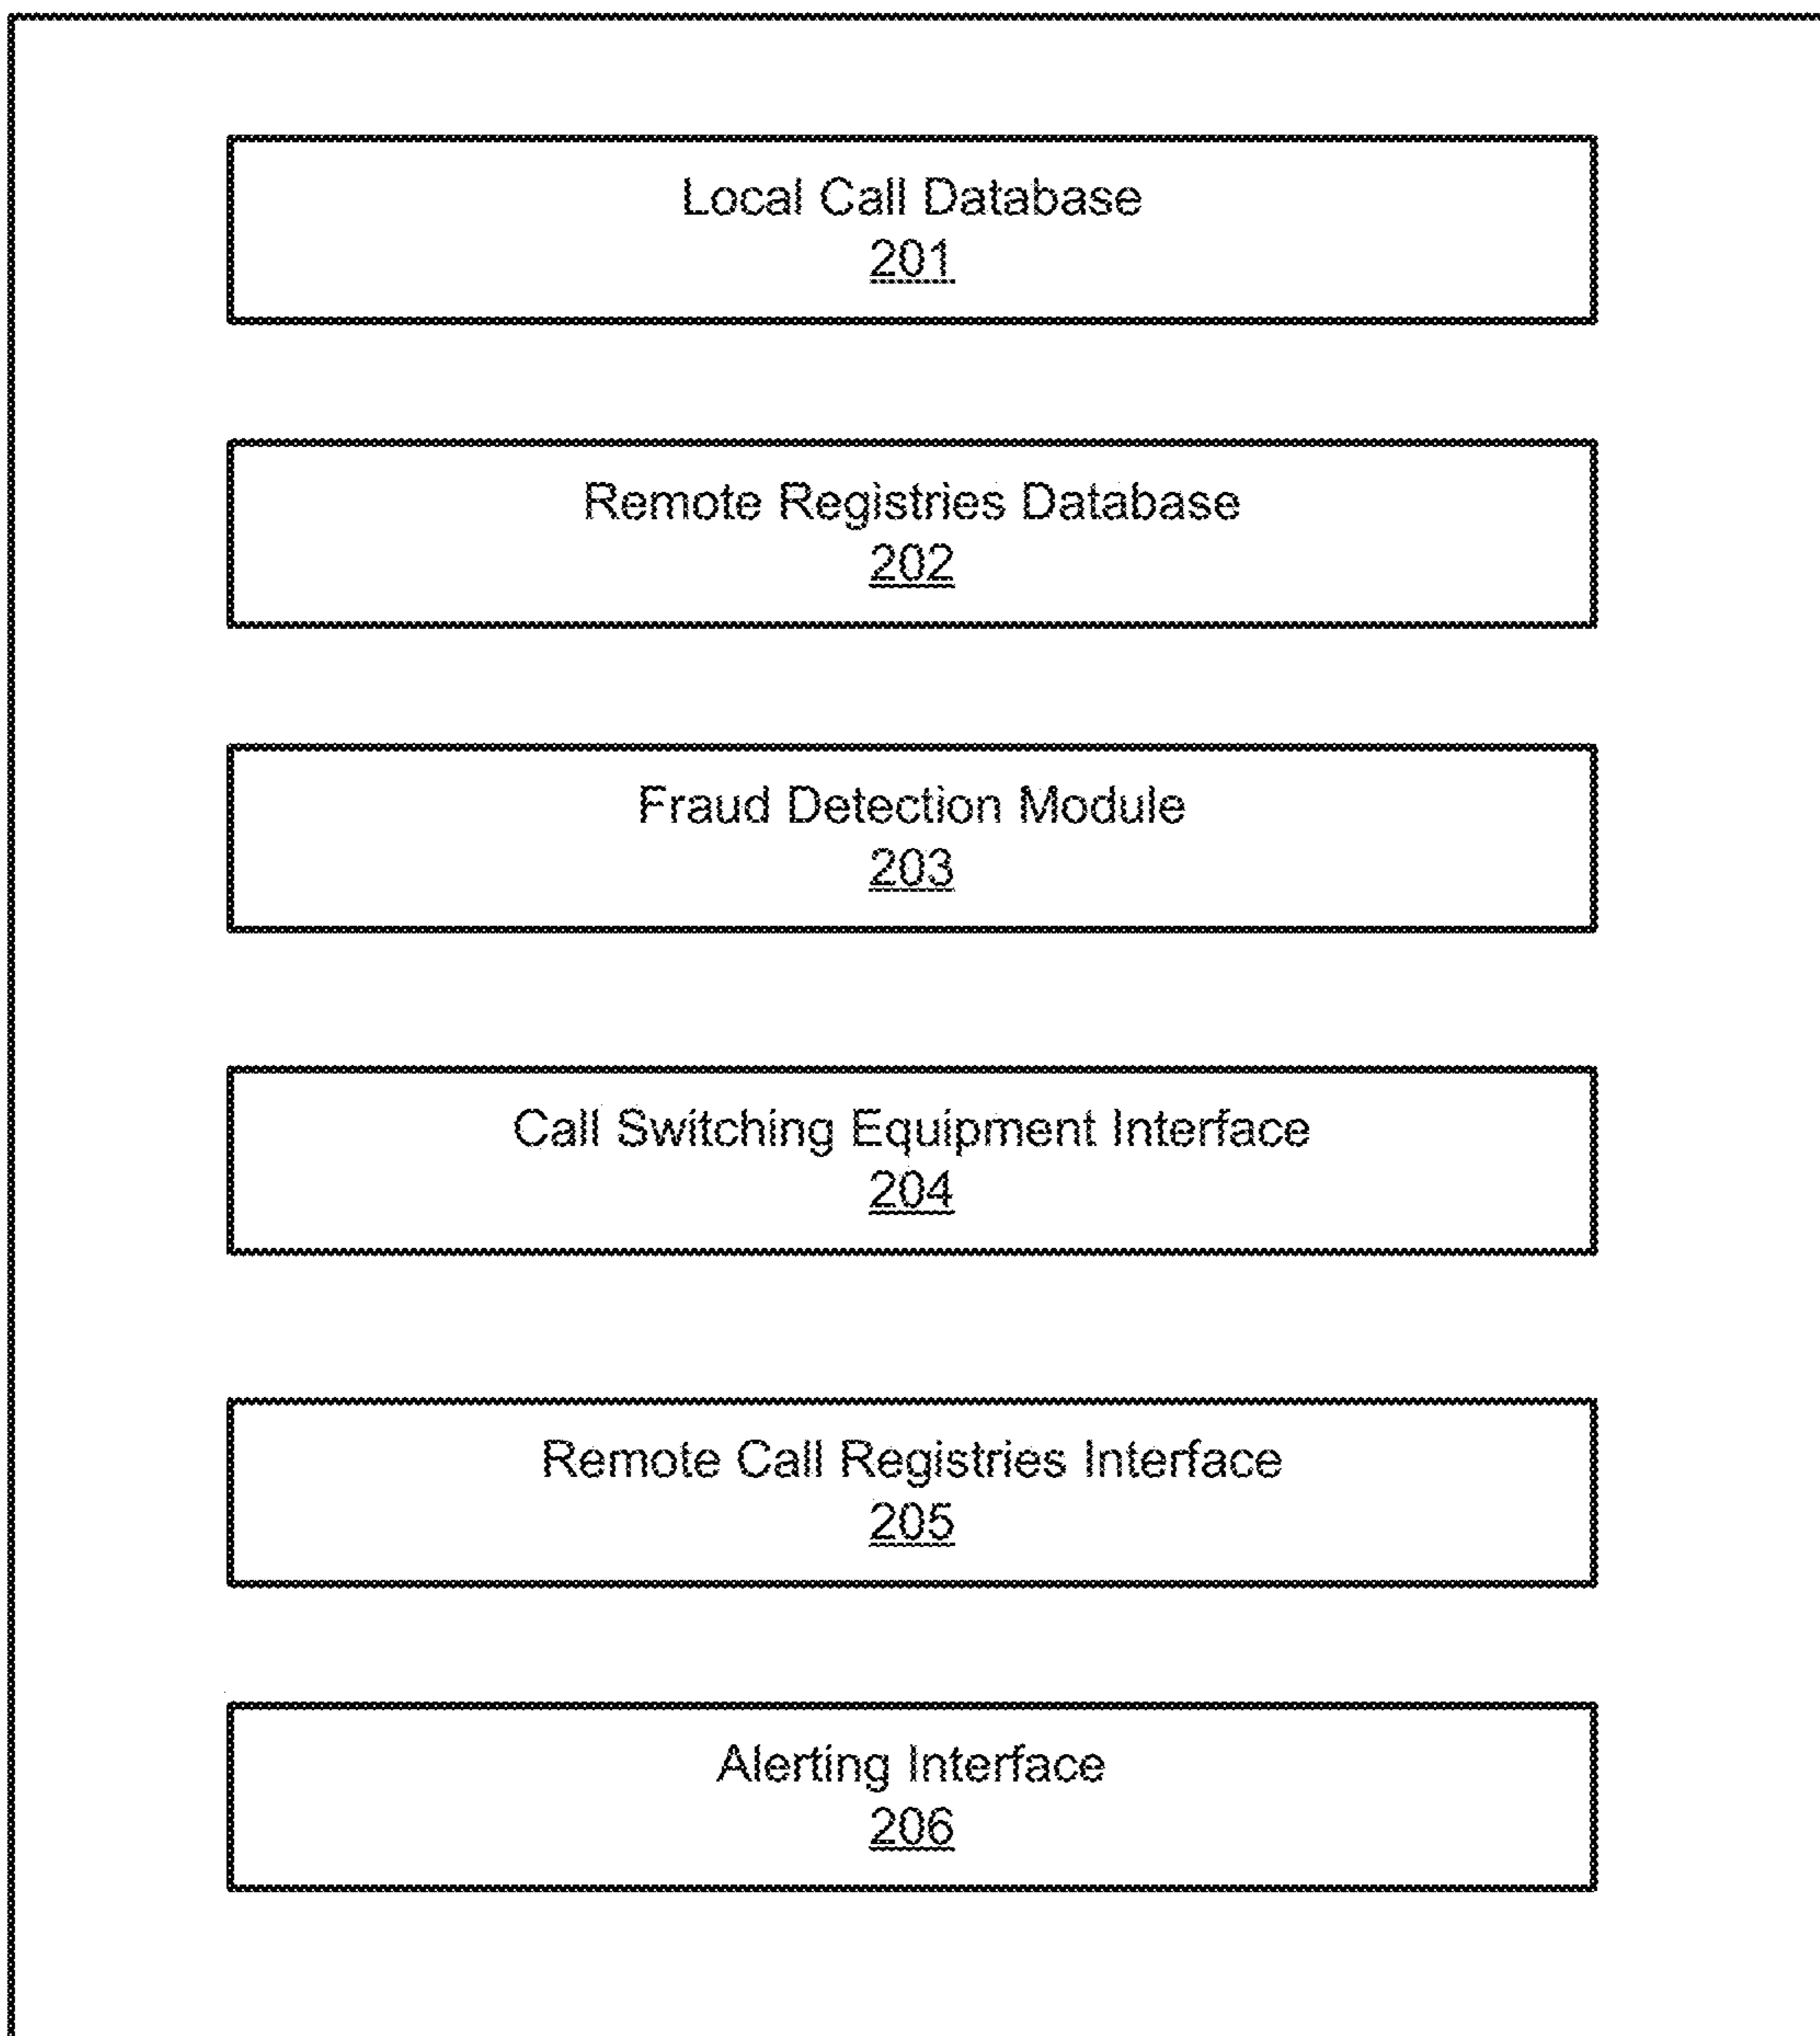 Local Call Database
201
Remote Registries Database
202
Fraud Detection Module
203
Call Switching Equipment Interface
204
Remote Call Registries Interface
205
Alerting Interface
206